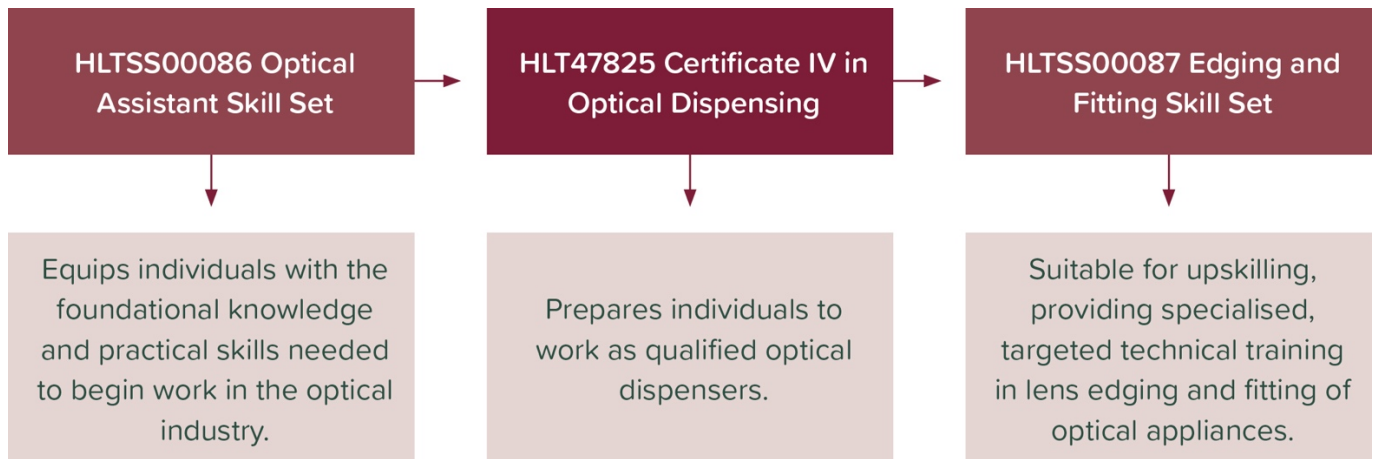 HLTSS00086 Optical
Assistant Skill Set
HLT47825 Certificate IV in
Optical Dispensing
HLTSS00087 Edging and
Fitting Skill Set
Equips individuals with the
foundational knowledge
and practical skills needed
to begin work in the optical
industry.
Prepares individuals to
work as qualified optical
dispensers.
Suitable for upskilling,
providing specialised,
targeted technical training
in lens edging and fitting of
optical appliances.